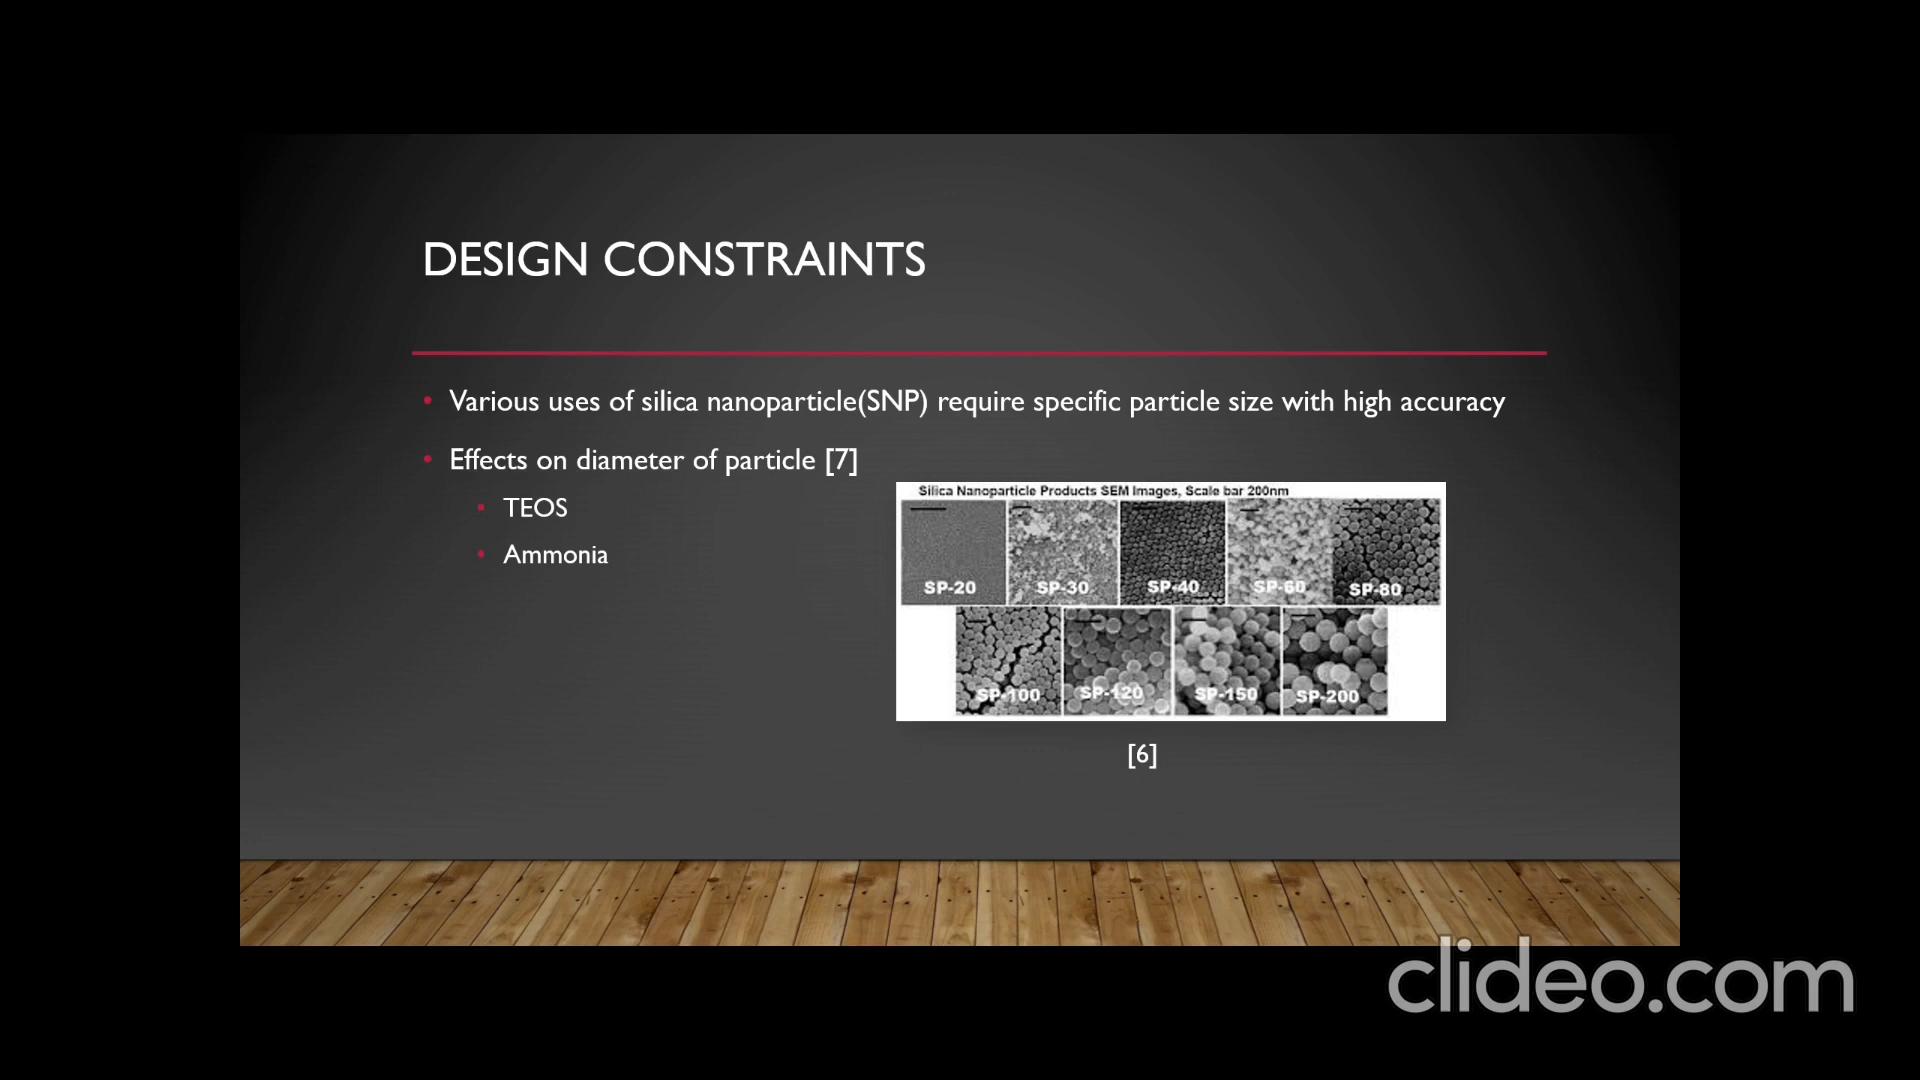 DESIGN CONSTRAINTS
• Various uses of silica nanoparticle(SNP) require specific particle size with high accuracy
• Effects on diameter of particle [7]
• TEOS
• Ammonia
Silica Nanoparticle Products SEM Images, Scale bar 200nm
SP-20 SP-30 SP-40 SP-60 SP-80
SP-100 SP-120 SP-150 SP-200
[6]
clideo.com